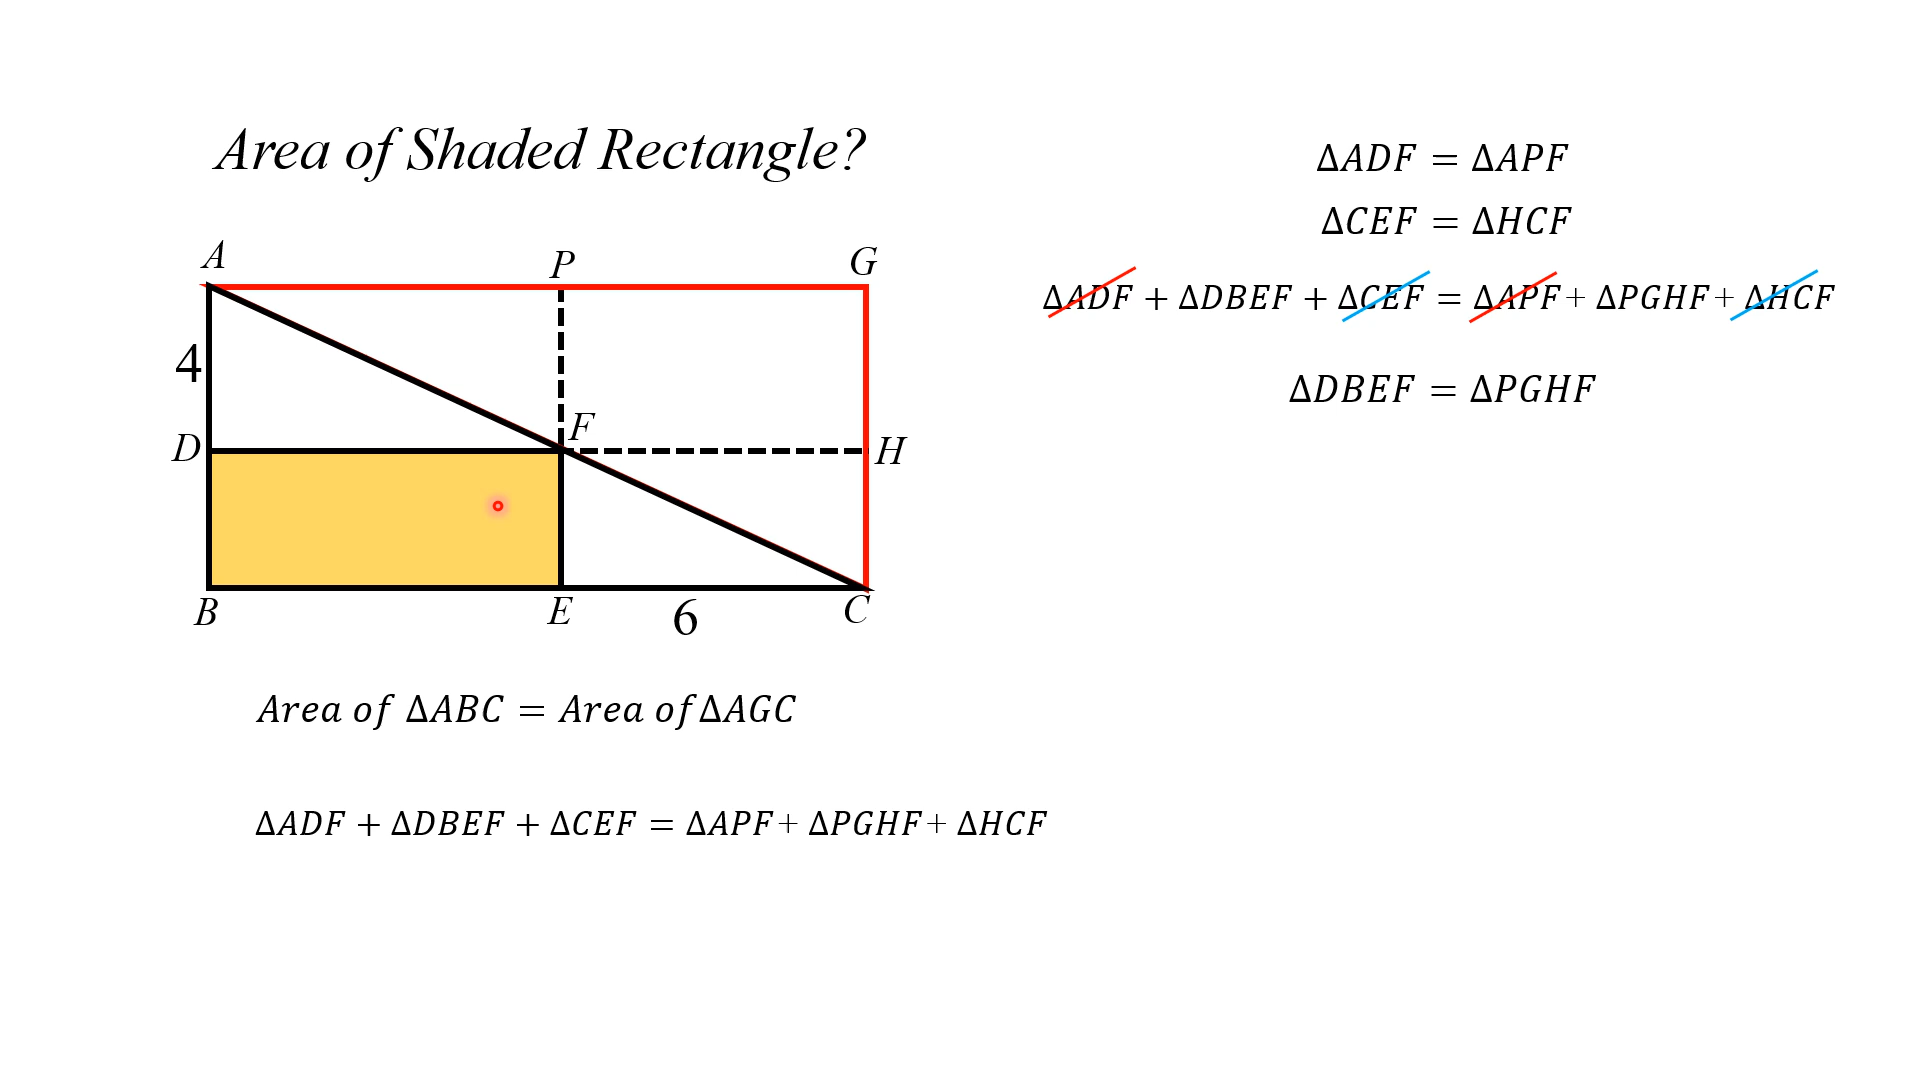 Area of Shaded Rectangle?
A
P
G
4
D
F
H
B
E
6
C
Area of ΔABC = Area of ΔAGC
ΔADF + ΔDBEF + ΔCEF = ΔAPF + ΔPGHF + ΔHCF
ΔADF = ΔAPF
ΔCEF = ΔHCF
ΔADF + ΔDBEF + ΔCEF = ΔAPF + ΔPGHF + ΔHCF
ΔDBEF = ΔPGHF